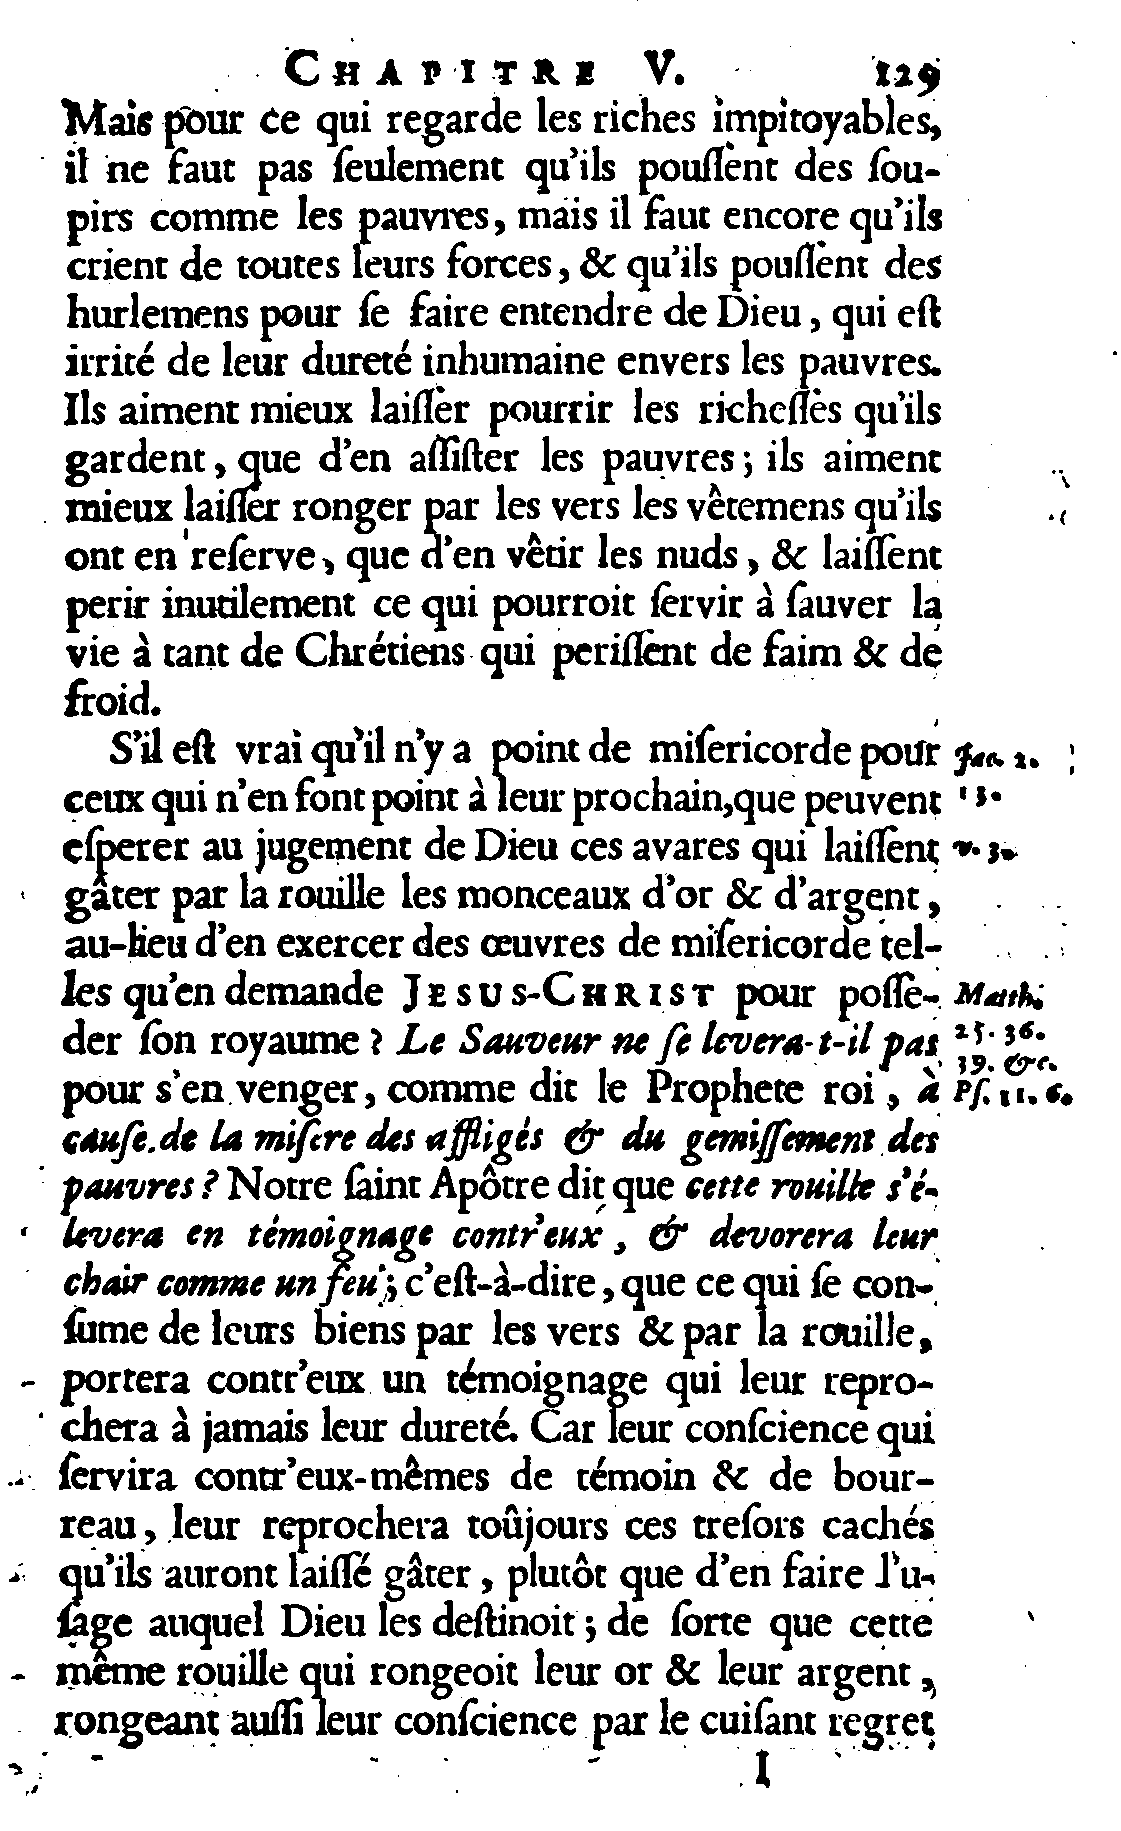 CHAPITRE V. 129
Mais pour ce qui regarde les riches impitoyables,
il ne faut pas ſeulement qu'ils pouſſent des ſou-
pirs comme les pauvres, mais il faut encore qu'ils
crient de toutes leurs forces, & qu'ils pouſſent des
hurlemens pour ſe faire entendre de Dieu, qui eſt
irrité de leur dureté inhumaine envers les pauvres.
Ils aiment mieux laiſſer pourrir les richeſſes qu'ils
gardent, que d'en aſſiſter les pauvres; ils aiment
mieux laiſſer ronger par les vers les vêtemens qu'ils
ont en reſerve, que d'en vêtir les nuds, & laiſſent
perir inutilement ce qui pourroit ſervir à ſauver la
vie à tant de Chrétiens qui periſſent de faim & de
froid.
S'il eſt vrai qu'il n'y a point de miſericorde pour Jac. 2.
ceux qui n'en font point à leur prochain, que peuvent 13.
eſperer au jugement de Dieu ces avares qui laiſſent v. 3.
gâter par la rouille les monceaux d'or & d'argent,
au-lieu d'en exercer des œuvres de miſericorde tel-
les qu'en demande JESUS-CHRIST pour poſſe- Matth.
der ſon royaume? Le Sauveur ne ſe levera-t-il pas 25. 36.
39. &c.
pour s'en venger, comme dit le Prophete roi, à Pſ. 11. 6.
cauſe de la miſere des affligés & du gemiſſement des
pauvres? Notre ſaint Apôtre dit que cette rouille s'é-
levera en témoignage contr'eux, & devorera leur
chair comme un feu; c'eſt-à-dire, que ce qui ſe con-
ſume de leurs biens par les vers & par la rouille,
portera contr'eux un témoignage qui leur repro-
chera à jamais leur dureté. Car leur conſcience qui
ſervira contr'eux-mêmes de témoin & de bour-
reau, leur reprochera toûjours ces treſors cachés
qu'ils auront laiſſé gâter, plutôt que d'en faire l'u-
ſage auquel Dieu les deſtinoit; de ſorte que cette
même rouille qui rongeoit leur or & leur argent,
rongeant auſſi leur conſcience par le cuiſant regret
I